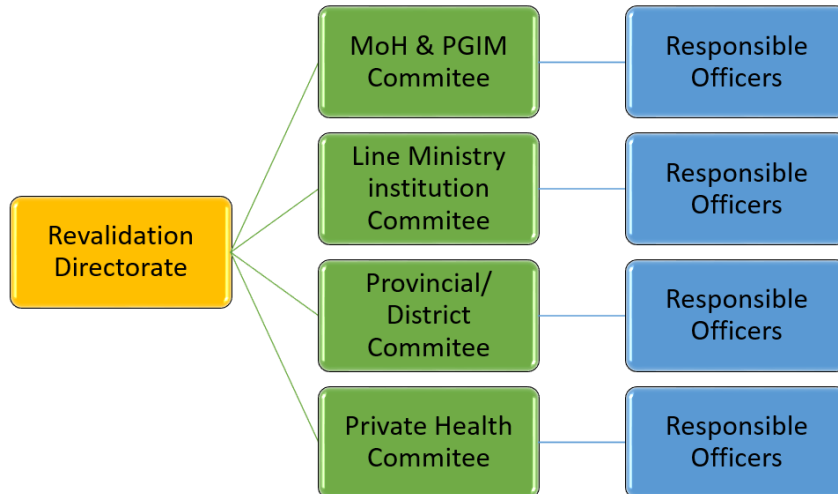 MoH & PGIM
Commitee
Responsible
Officers
Line Ministry
institution
Commitee
Responsible
Officers
Revalidation
Directorate
Provincial/
District
Commitee
Responsible
Officers
Private Health
Commitee
Responsible
Officers